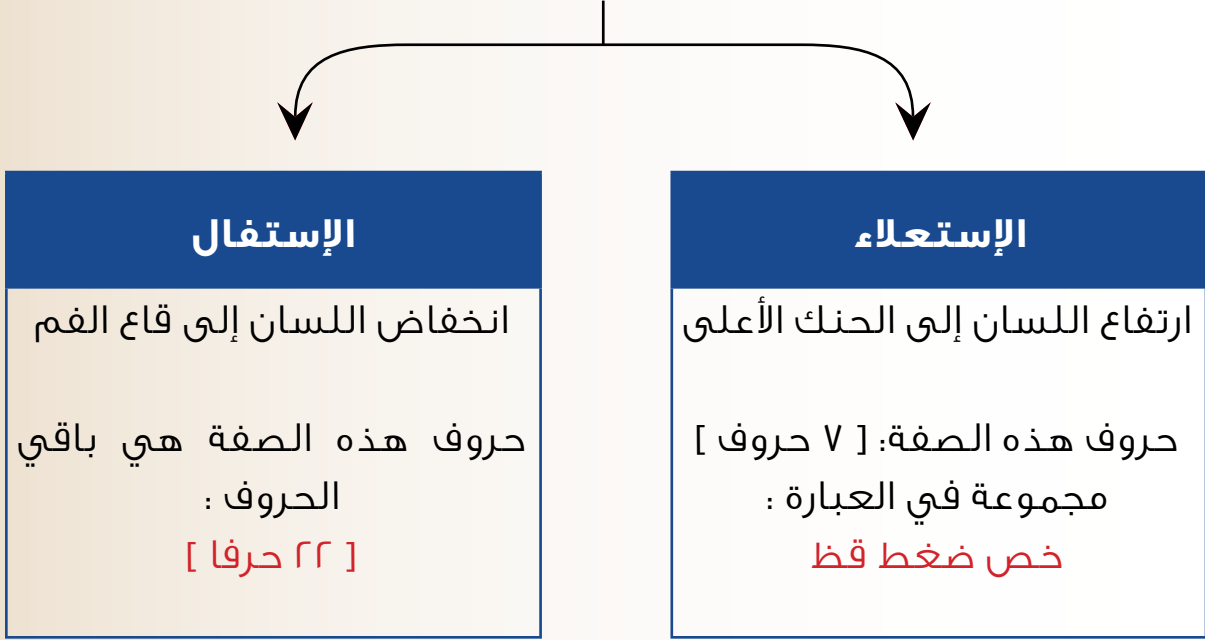 الإستعلاء
ارتفاع اللسان إلى الحنك الأعلى
حروف هذه الصفة: [ ٧ حروف ]
مجموعة في العبارة :
خص ضغط قظ
الإستفال
انخفاض اللسان إلى قاع الفم
حروف هذه الصفة هي باقي
الحروف :
[ ٢٢ حرفا ]